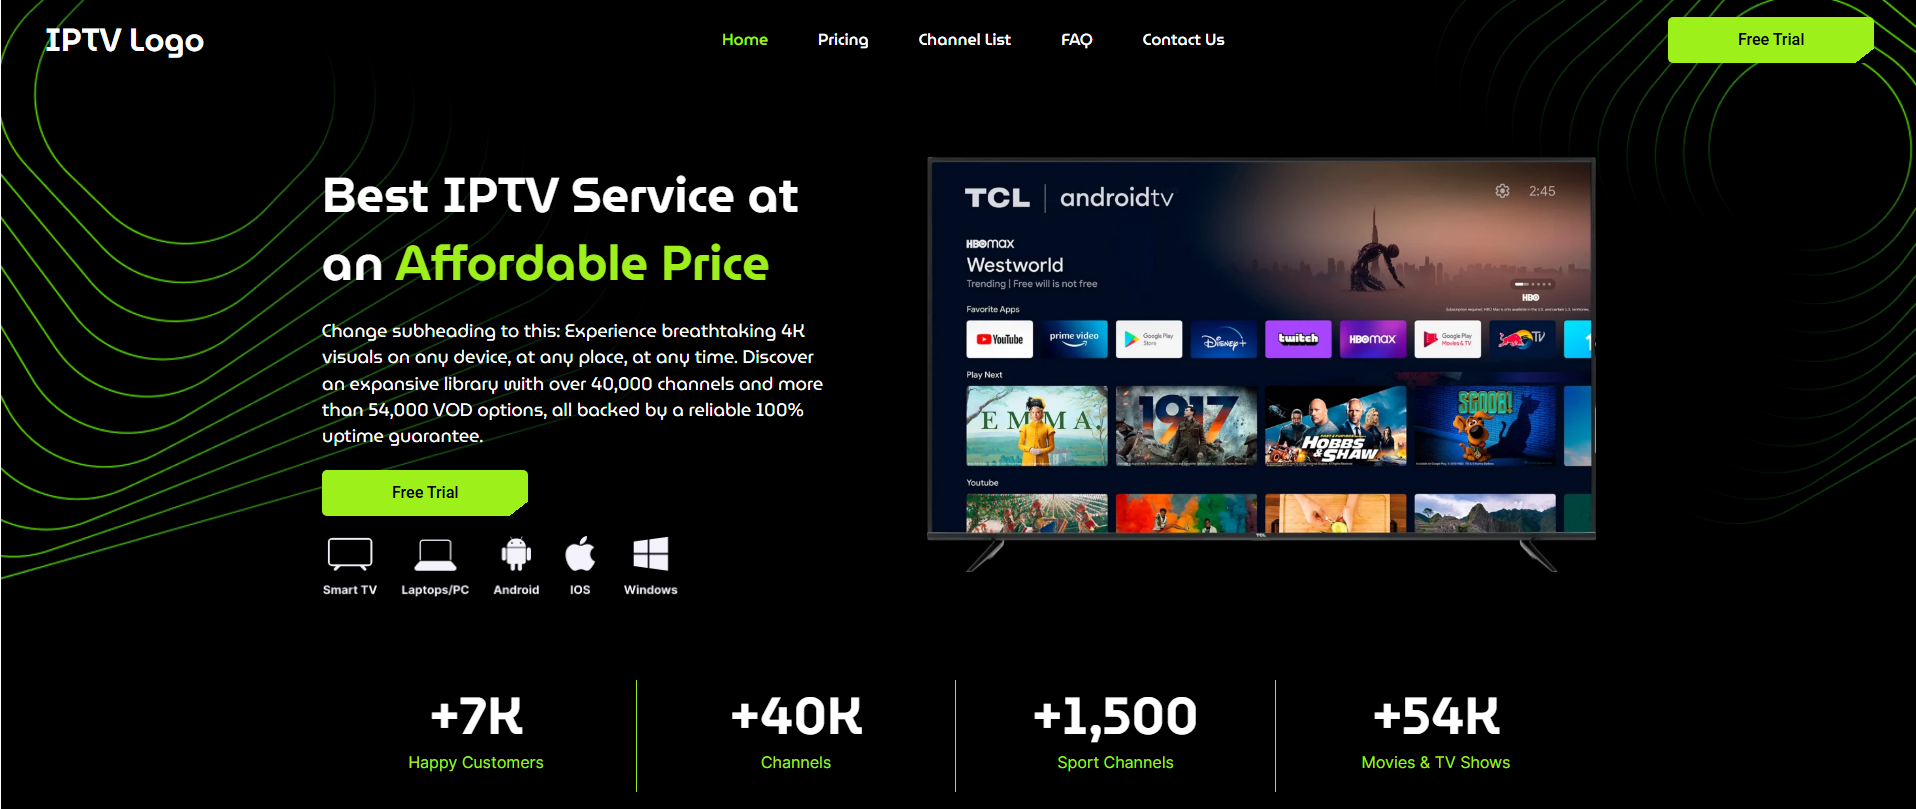 IPTV Logo
Home
Pricing
Channel List
FAQ
Contact Us
Free Trial
Best IPTV Service at
an Affordable Price
Change subheading to this: Experience breathtaking 4K
visuals on any device, at any place, at any time. Discover
an expansive library with over 40,000 channels and more
than 54,000 VOD options, all backed by a reliable 100%
uptime guarantee.
Free Trial
Smart TV
Laptops/PC
Android
IOS
Windows
TCL
androidtv
2:45
HBOmax
Westworld
Trending | Free will is not free
HBO
Favorite Apps
YouTube
prime video
Google Play
Store
Disney+
twitch
HBOmax
Google Play
Movies & TV
TV
Play Next
EMMA.
1917
HOBBS
& SHAW
SCOOB!
Youtube
TCL
+7K
Happy Customers
+40K
Channels
+1,500
Sport Channels
+54K
Movies & TV Shows